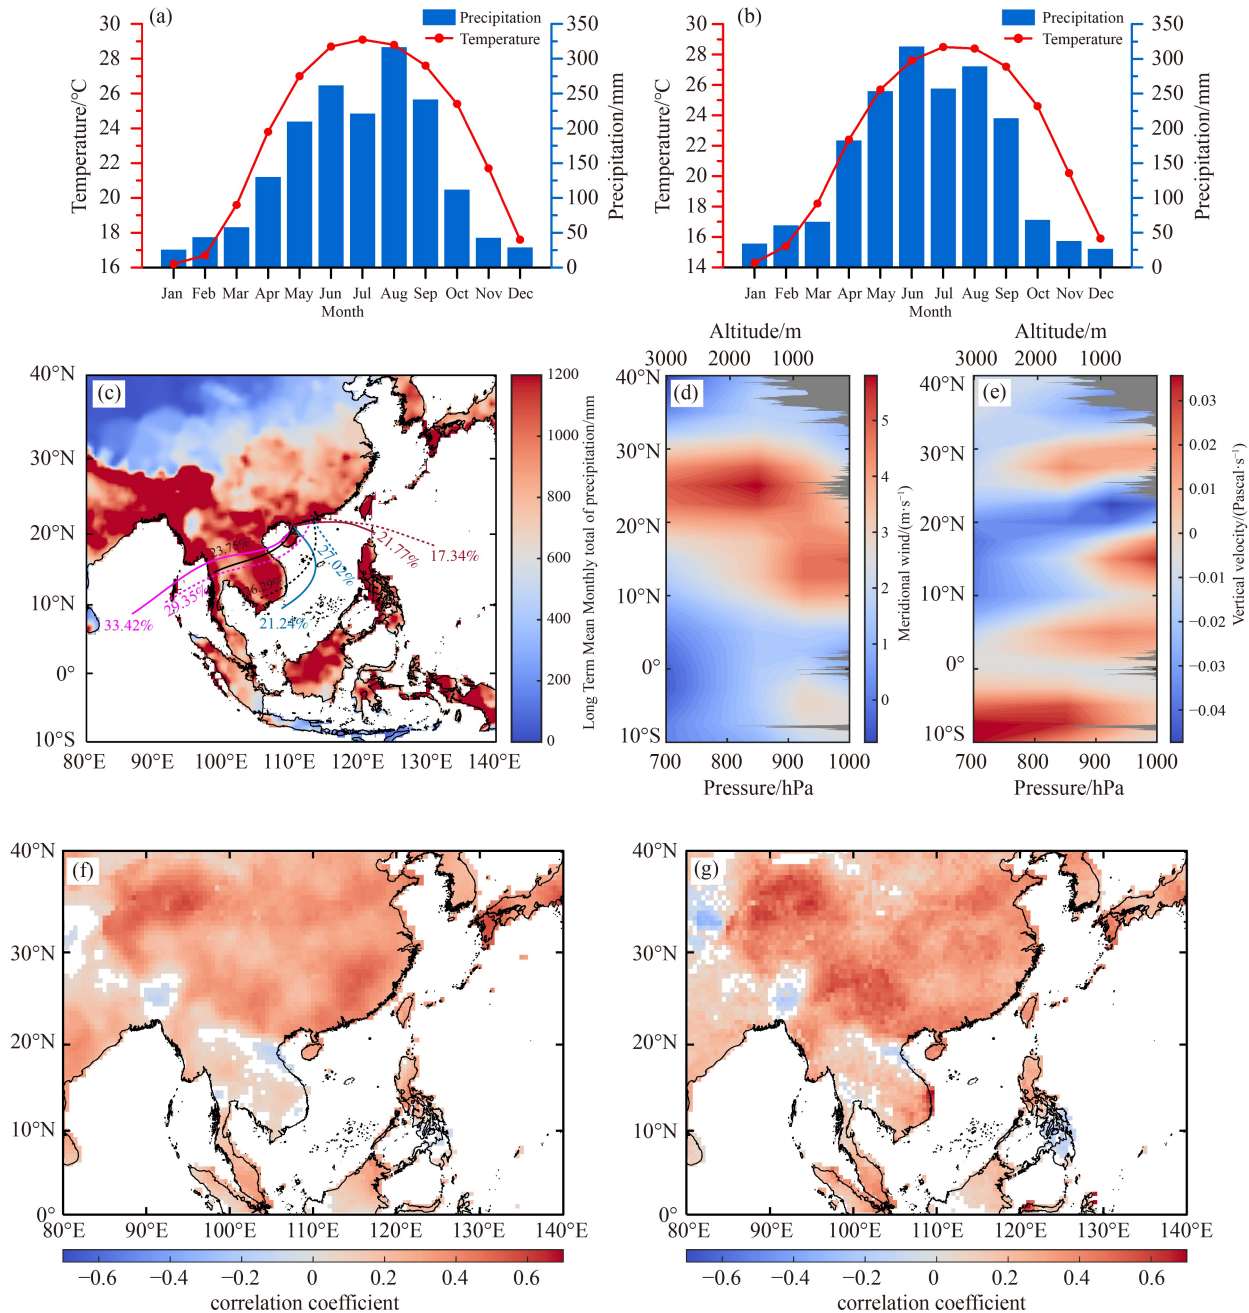 (a)
Precipitation
Temperature
Temperature/°C
Precipitation/mm
30
28
26
24
22
20
18
16
350
300
250
200
150
100
50
0
Jan Feb Mar Apr May Jun Jul Aug Sep Oct Nov Dec
Month
(b)
Precipitation
Temperature
Temperature/°C
Precipitation/mm
30
28
26
24
22
20
18
16
14
350
300
250
200
150
100
50
0
Jan Feb Mar Apr May Jun Jul Aug Sep Oct Nov Dec
Month
(c)
40°N
30°N
20°N
10°N
0°
10°S
80°E 90°E 100°E 110°E 120°E 130°E 140°E
23.76%
29.35%
33.42%
27.02%
21.24%
21.77%
17.34%
1200
1000
800
600
400
200
0
Long Term Mean Monthly total of precipitation/mm
Altitude/m
3000 2000 1000
(d)
40°N
30°N
20°N
10°N
0°
10°S
700 800 900 1000
Pressure/hPa
5
4
3
2
1
0
Meridional wind/(m·s⁻¹)
Altitude/m
3000 2000 1000
(e)
40°N
30°N
20°N
10°N
0°
10°S
700 800 900 1000
Pressure/hPa
0.03
0.02
0.01
0
−0.01
−0.02
−0.03
−0.04
Vertical velocity/(Pascal·s⁻¹)
(f)
40°N
30°N
20°N
10°N
0°
80°E 90°E 100°E 110°E 120°E 130°E 140°E
−0.6 −0.4 −0.2 0 0.2 0.4 0.6
correlation coefficient
(g)
40°N
30°N
20°N
10°N
0°
80°E 90°E 100°E 110°E 120°E 130°E 140°E
−0.6 −0.4 −0.2 0 0.2 0.4 0.6
correlation coefficient